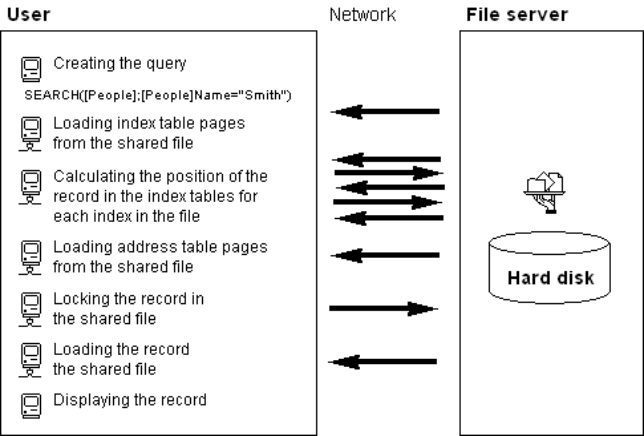 User
Network
File server
Creating the query
SEARCH([People];[People]Name="Smith")
Loading index table pages
from the shared file
Calculating the position of the
record in the index tables for
each index in the file
Loading address table pages
from the shared file
Locking the record in
the shared file
Loading the record
the shared file
Displaying the record
Hard disk